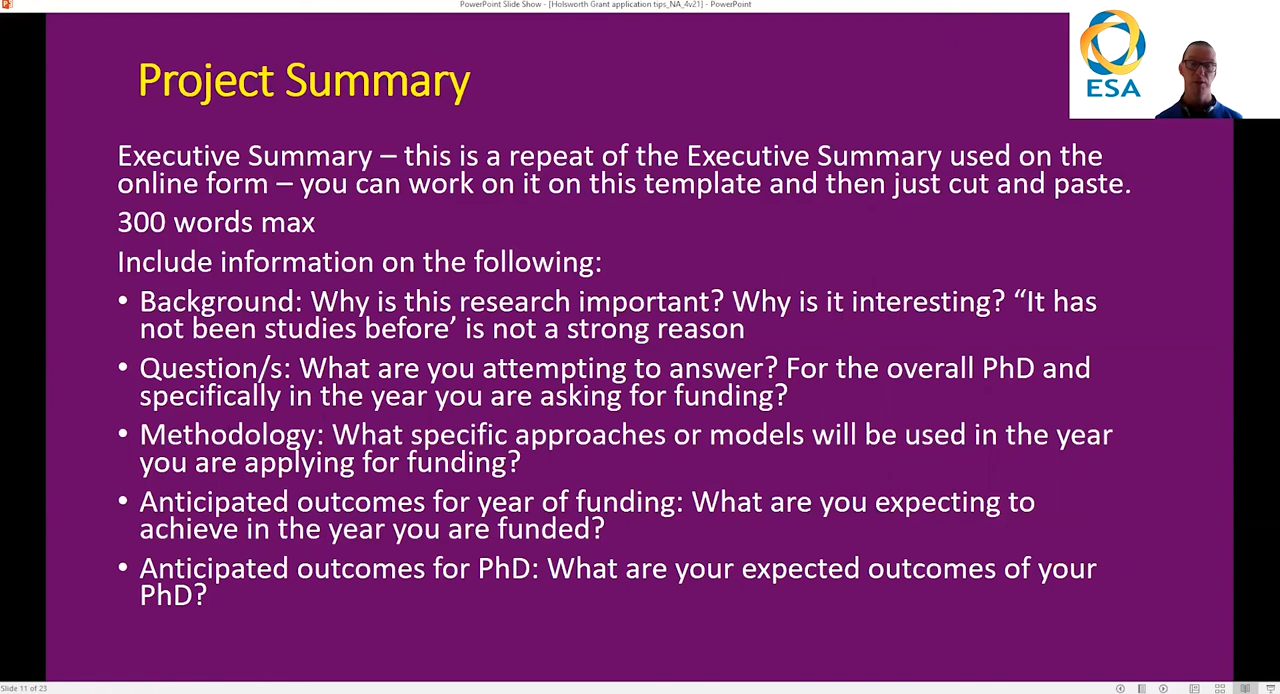 PowerPoint Slide Show - [Holsworth Grant application tips_NA_4v21] - PowerPoint
ESA
Project Summary
Executive Summary – this is a repeat of the Executive Summary used on the
online form – you can work on it on this template and then just cut and paste.
300 words max
Include information on the following:
• Background: Why is this research important? Why is it interesting? “It has
not been studies before’ is not a strong reason
• Question/s: What are you attempting to answer? For the overall PhD and
specifically in the year you are asking for funding?
• Methodology: What specific approaches or models will be used in the year
you are applying for funding?
• Anticipated outcomes for year of funding: What are you expecting to
achieve in the year you are funded?
• Anticipated outcomes for PhD: What are your expected outcomes of your
PhD?
Slide 11 of 23